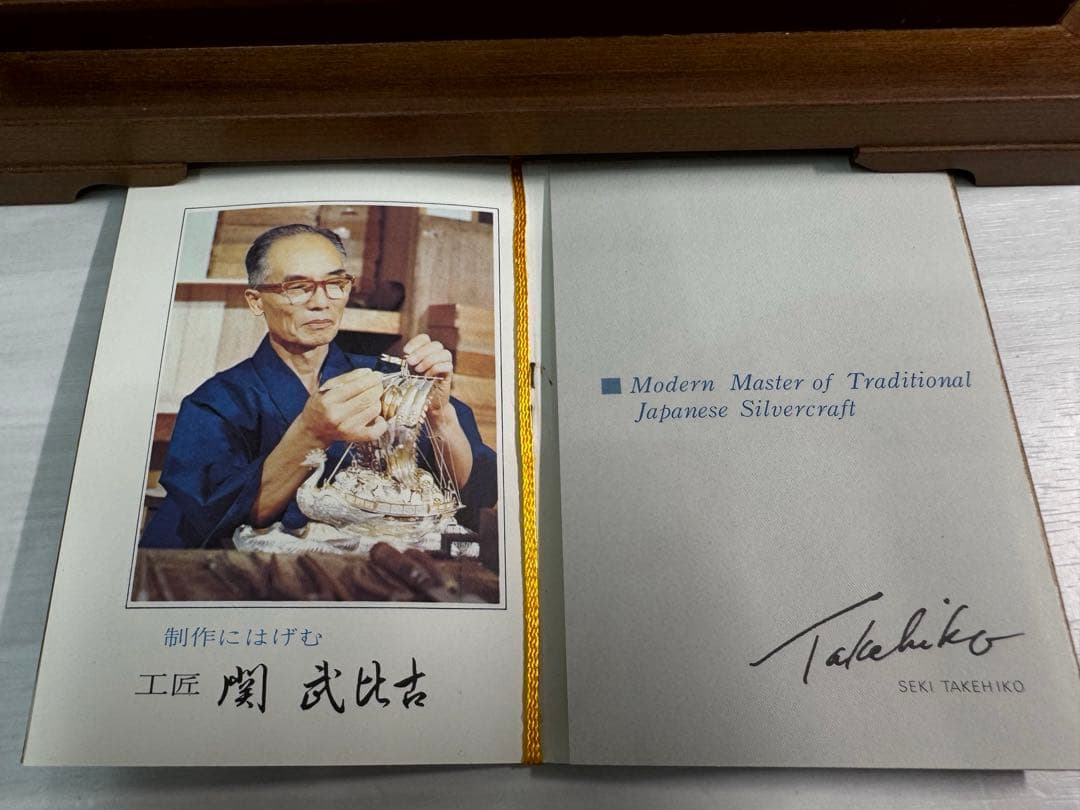 制作にはげむ
工匠 関 武比古
■ Modern Master of Traditional
Japanese Silvercraft
Takehiko
SEKI TAKEHIKO